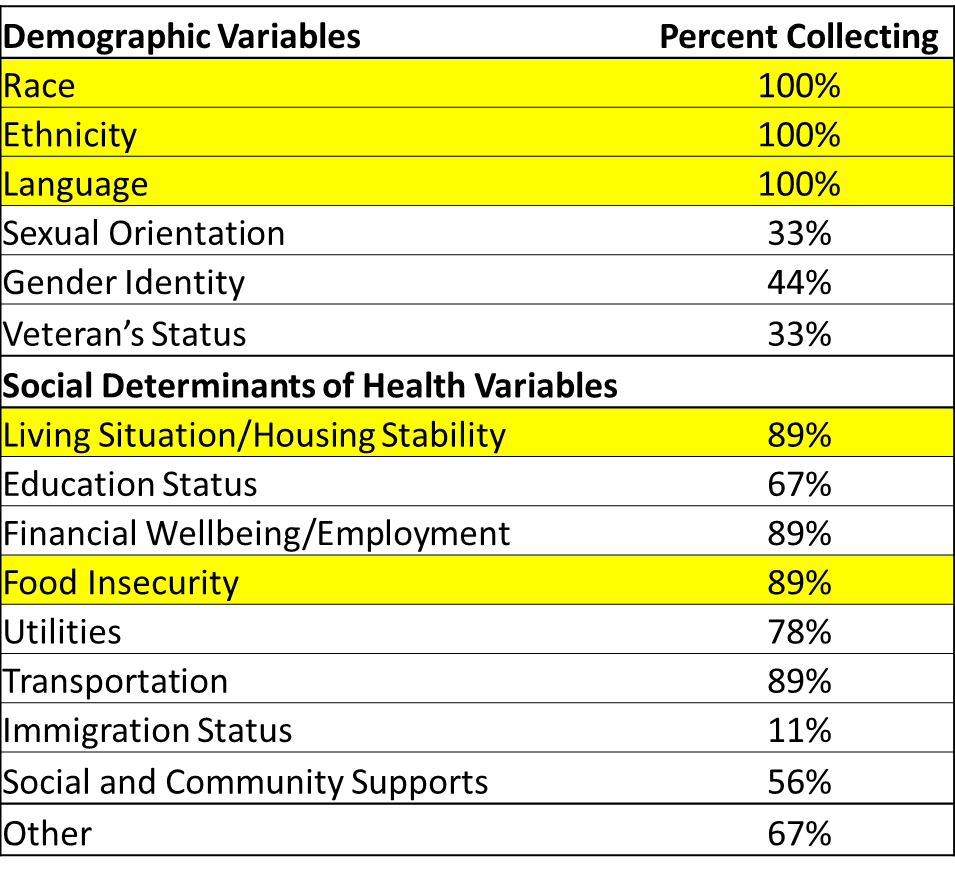 Demographic Variables Percent Collecting
Race 100%
Ethnicity 100%
Language 100%
Sexual Orientation 33%
Gender Identity 44%
Veteran’s Status 33%
Social Determinants of Health Variables
Living Situation/Housing Stability 89%
Education Status 67%
Financial Wellbeing/Employment 89%
Food Insecurity 89%
Utilities 78%
Transportation 89%
Immigration Status 11%
Social and Community Supports 56%
Other 67%